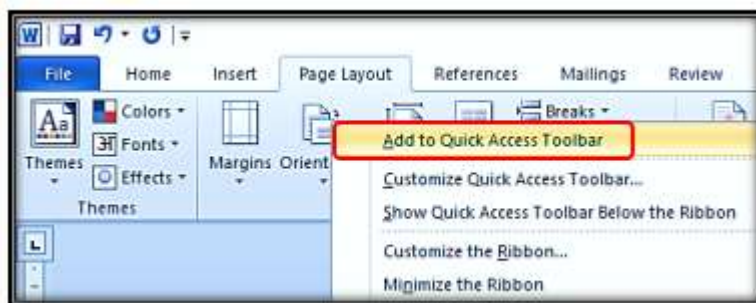 W
File Home Insert Page Layout References Mailings Review
Aa Colors Breaks
Fonts
Themes Effects Margins Orient
Themes
Add to Quick Access Toolbar
Customize Quick Access Toolbar...
Show Quick Access Toolbar Below the Ribbon
Customize the Ribbon...
Minimize the Ribbon
L